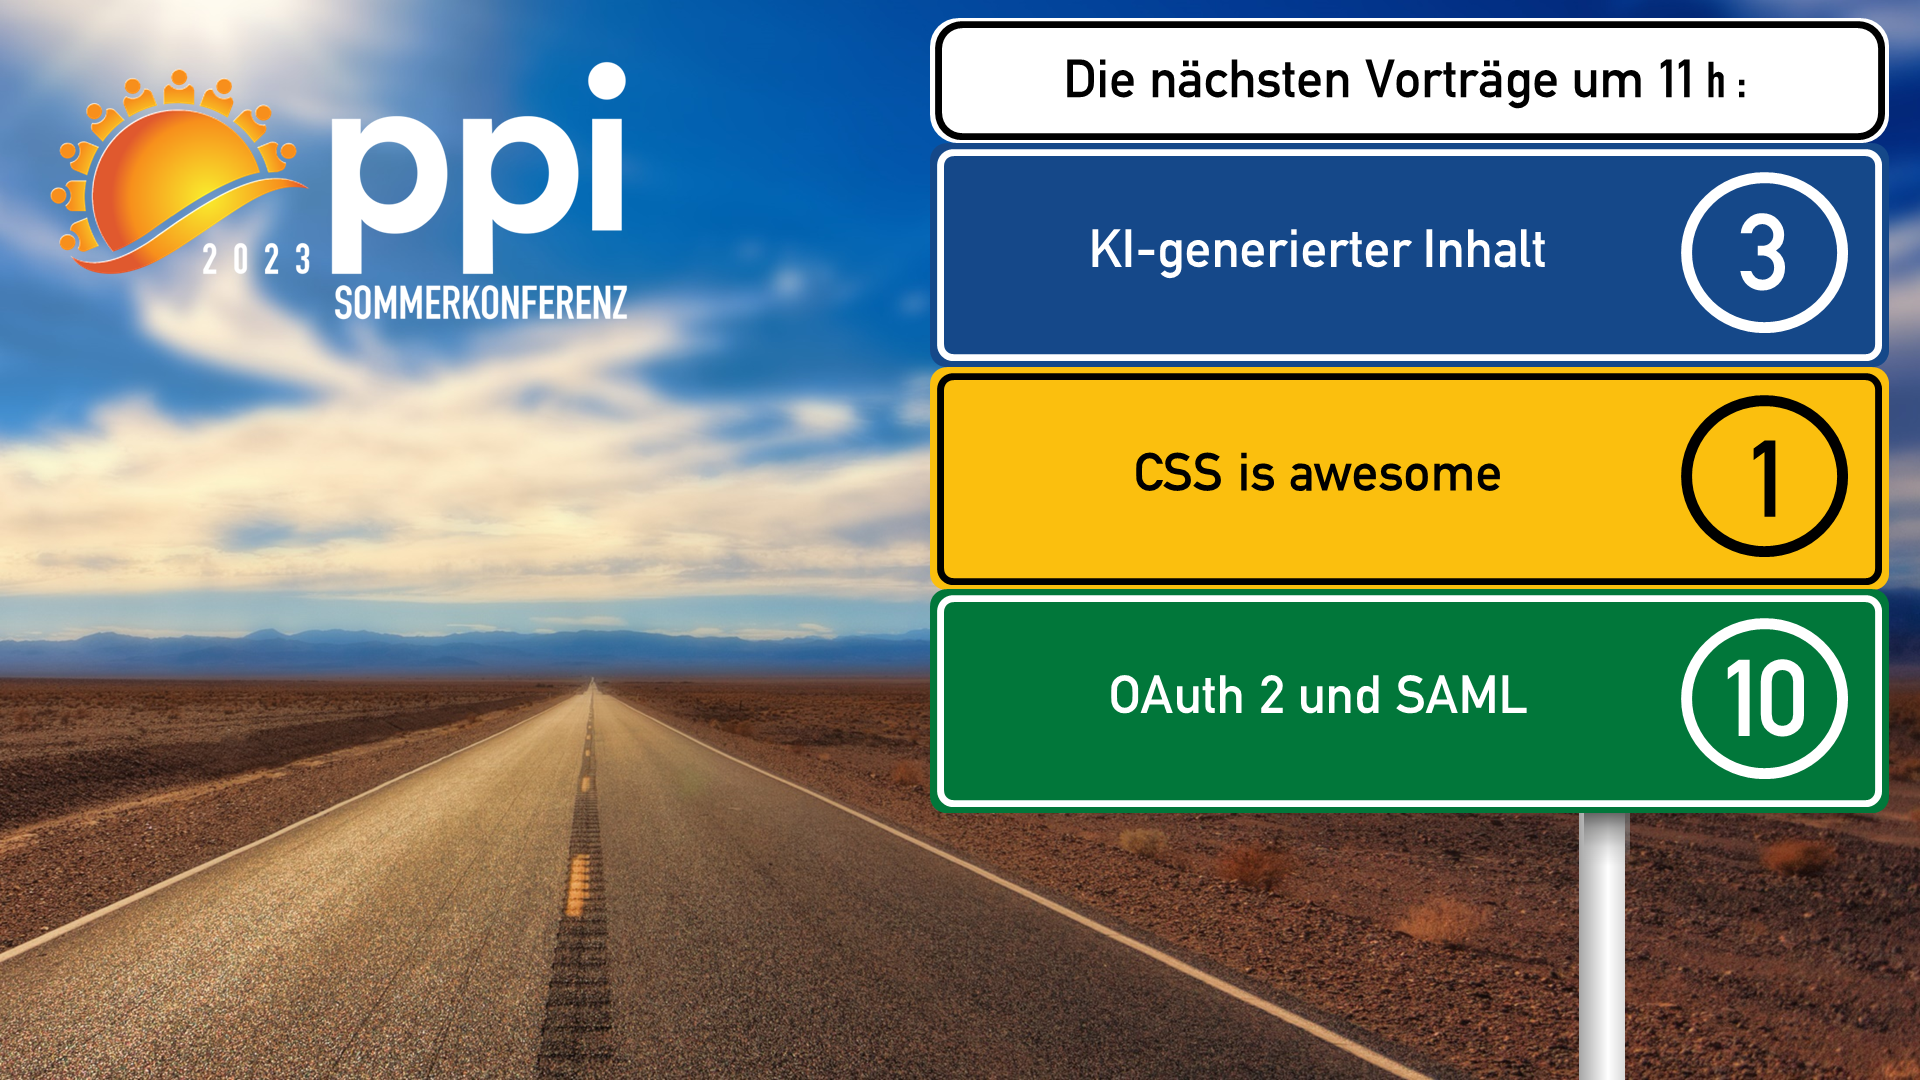 2023
ppi
SOMMERKONFERENZ
Die nächsten Vorträge um 11 h :
KI-generierter Inhalt
3
CSS is awesome
1
OAuth 2 und SAML
10